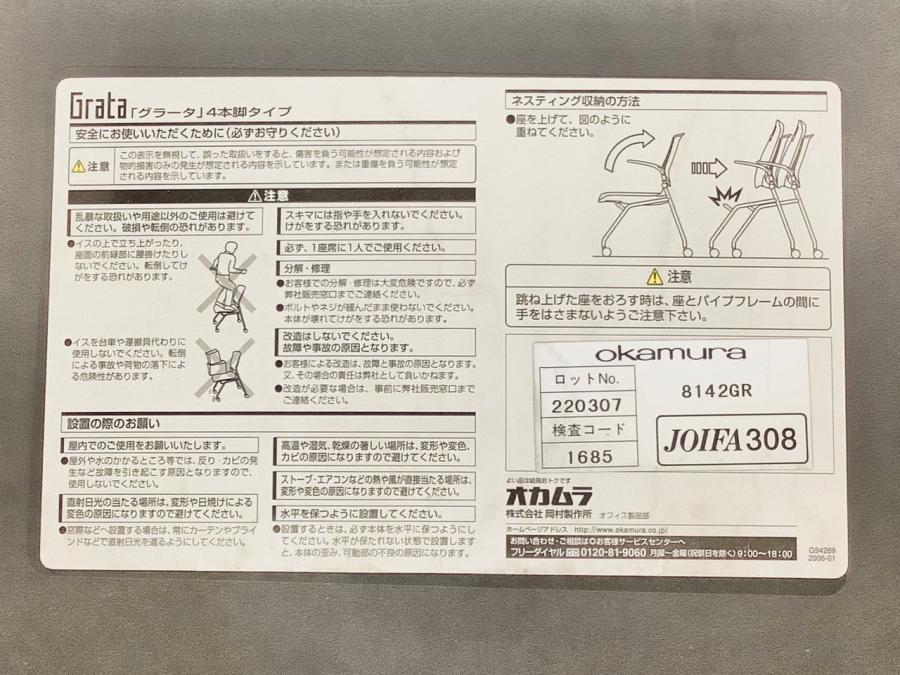 Grata「グラータ」4本脚タイプ
安全にお使いいただくために(必ずお守りください)
注意
この表示を無視して、誤った取扱いをすると、傷害を負う可能性が想定される内容および
物的損害のみの発生が想定される内容を示しています。または重傷を負う可能性が想定
される内容を示しています。
注意
乱暴な取扱いや用途以外のご使用は避けて
ください。破損や転倒の恐れがあります。
●イスの上で立ち上がったり、
座面の前縁部に腰掛けたりし
ないでください。転倒してけ
がをする恐れがあります。
●イスを台車や運搬具代わりに
使用しないでください。転倒
による事故や荷物の落下によ
る危険性があります。
スキマには指や手を入れないでください。
けがをする恐れがあります。
必ず、1座席に1人でご使用ください。
分解・修理
●お客様での分解・修理は大変危険ですので、必ず
弊社販売窓口までご連絡ください。
●ボルトやネジが緩んだまま使わないでください。
本体が壊れてけがをする恐れがあります。
改造はしないでください。
故障や事故の原因となります。
●お客様による改造は、故障と事故の原因となります。
又、その場合の責任は弊社として負いかねます。
●改造が必要な場合は、事前に弊社販売窓口まで
ご連絡ください。
設置の際のお願い
屋内でのご使用をお願いいたします。
●屋外や水のかかるところ等では、反り・カビの発
生など故障を引き起こす原因となりますので、
使用しないでください。
直射日光の当たる場所は、変形や日焼けによる
変色の原因となりますので避けてください。
●窓際などへ設置する場合は、常にカーテンやブライ
ンドなどで直射日光を遮るようにしてください。
高温や湿気、乾燥の著しい場所は、変形や変色、
カビの原因になりますので避けてください。
ストーブ・エアコンなどの熱や風が直接当たる場所は、
変形や変色の原因になりますので避けてください。
水平を保つように設置してください。
●設置するときは、必ず本体を水平に保つようにし
てください。水平が保たれない状態で設置します
と、本体の歪み、可動部の不良の原因になります。
ネスティング収納の方法
●座を上げて、図のように
重ねてください。
注意
跳ね上げた座をおろす時は、座とパイプフレームの間に
手をはさまないようご注意下さい。
okamura
ロットNo.
220307
検査コード
1685
8142GR
JOIFA308
よい品は結局おトクです
オカムラ
株式会社 岡村製作所 オフィス製品部
ホームページアドレス http://www.okamura.co.jp/
お問い合わせ・ご相談はお客様サービスセンターへ
フリーダイヤル 0120-81-9060 月曜～金曜(祝祭日を除く)9:00～18:00
G94269
2006-01